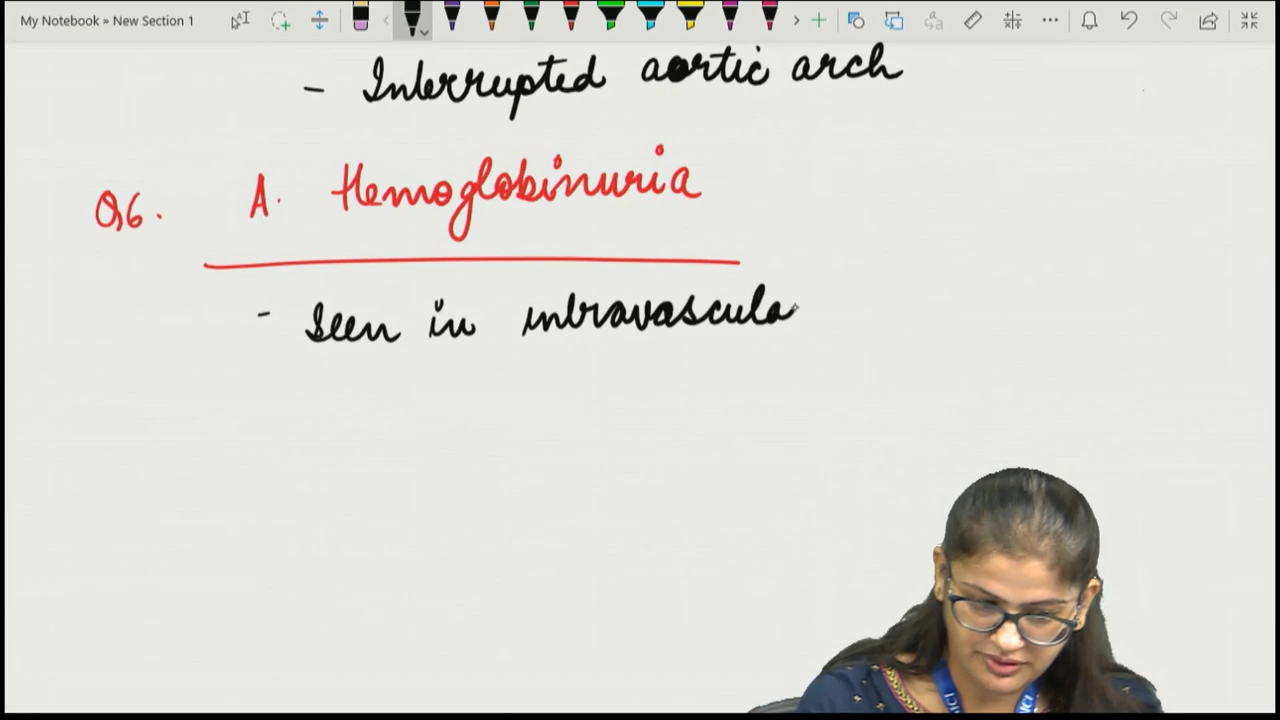 My Notebook » New Section 1
- Interrupted aortic arch
Q6. A. Hemoglobinuria
- Seen in intravascula